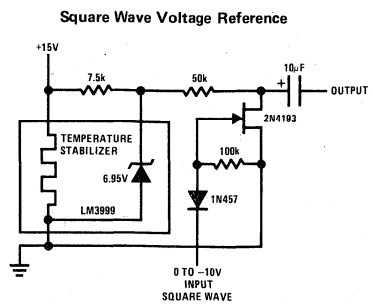 Square Wave Voltage Reference
+15V
7.5k
50k
10μF
+
OUTPUT
2N4193
TEMPERATURE
STABILIZER
6.95V
100k
1N457
LM3999
0 TO −10V
INPUT
SQUARE WAVE